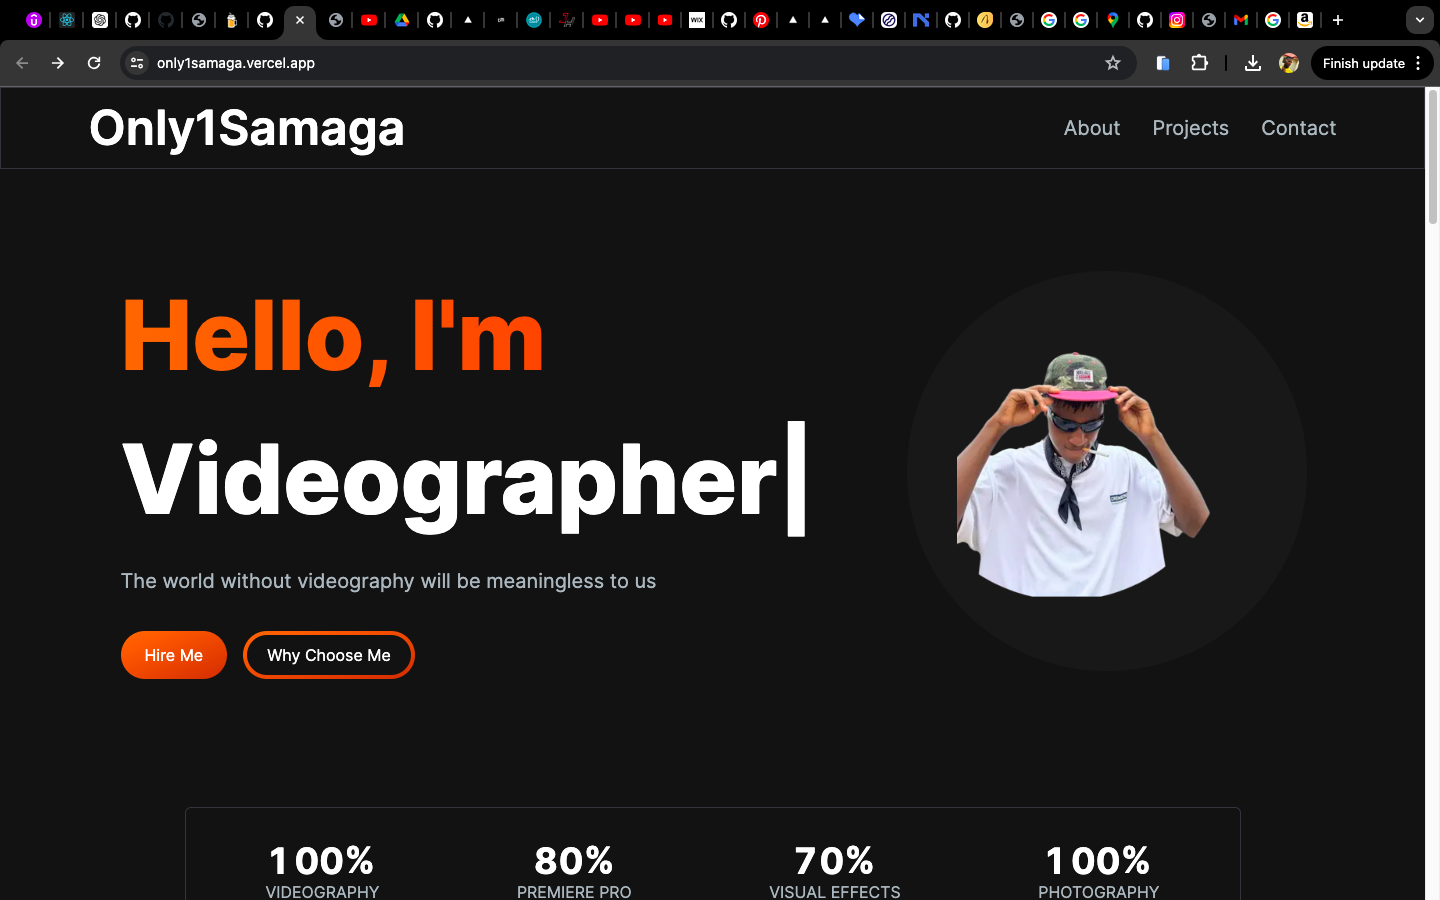 only1samaga.vercel.app
Finish update
Only1Samaga
About Projects Contact
Hello, I'm
Videographer|
The world without videography will be meaningless to us
Hire Me Why Choose Me
100% 80% 70% 100%
VIDEOGRAPHY PREMIERE PRO VISUAL EFFECTS PHOTOGRAPHY